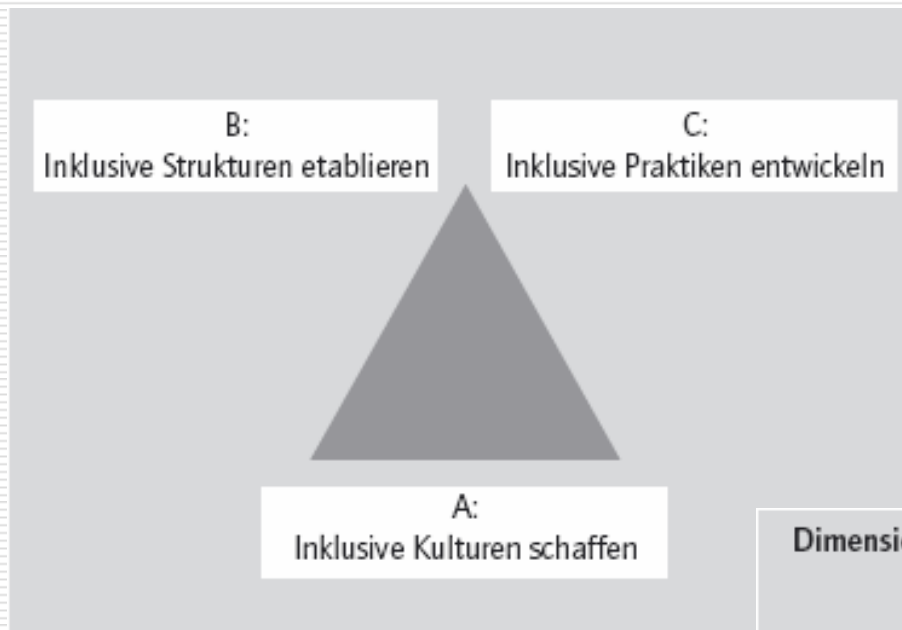 B:
Inklusive Strukturen etablieren
C:
Inklusive Praktiken entwickeln
A:
Inklusive Kulturen schaffen